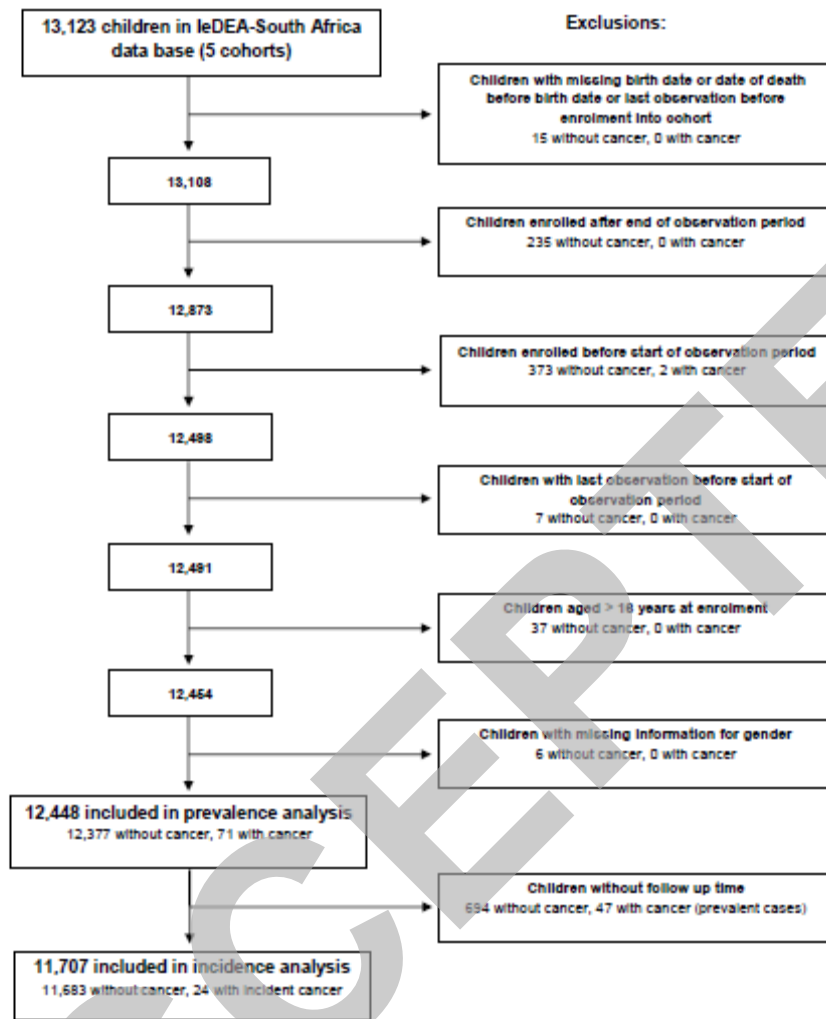 13,123 children in IeDEA-South Africa
data base (5 cohorts)
Exclusions:
Children with missing birth date or date of death
before birth date or last observation before
enrolment into cohort
15 without cancer, 0 with cancer
13,108
Children enrolled after end of observation period
235 without cancer, 0 with cancer
12,873
Children enrolled before start of observation period
373 without cancer, 2 with cancer
12,498
Children with last observation before start of
observation period
7 without cancer, 0 with cancer
12,491
Children aged > 16 years at enrolment
37 without cancer, 0 with cancer
12,454
Children with missing information for gender
6 without cancer, 0 with cancer
12,448 included in prevalence analysis
12,377 without cancer, 71 with cancer
Children without follow up time
694 without cancer, 47 with cancer (prevalent cases)
11,707 included in incidence analysis
11,683 without cancer, 24 with incident cancer
CCEPTE